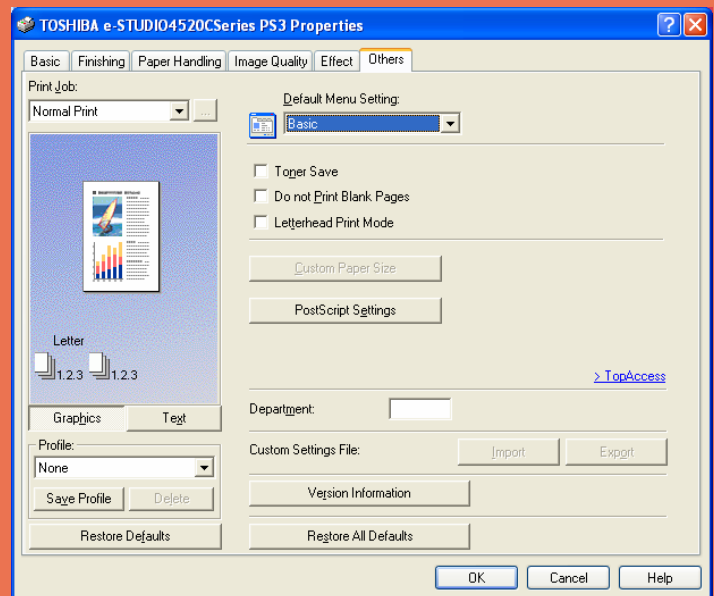 TOSHIBA e-STUDIO4520CSeries PS3 Properties
Basic Finishing Paper Handling Image Quality Effect Others
Print Job:
Normal Print ...
Default Menu Setting:
Basic
Toner Save
Do not Print Blank Pages
Letterhead Print Mode
Custom Paper Size
PostScript Settings
Letter
1.2.3 1.2.3
> TopAccess
Graphics Text
Department:
Profile:
None
Custom Settings File: Import Export
Save Profile Delete
Version Information
Restore Defaults
Restore All Defaults
OK Cancel Help